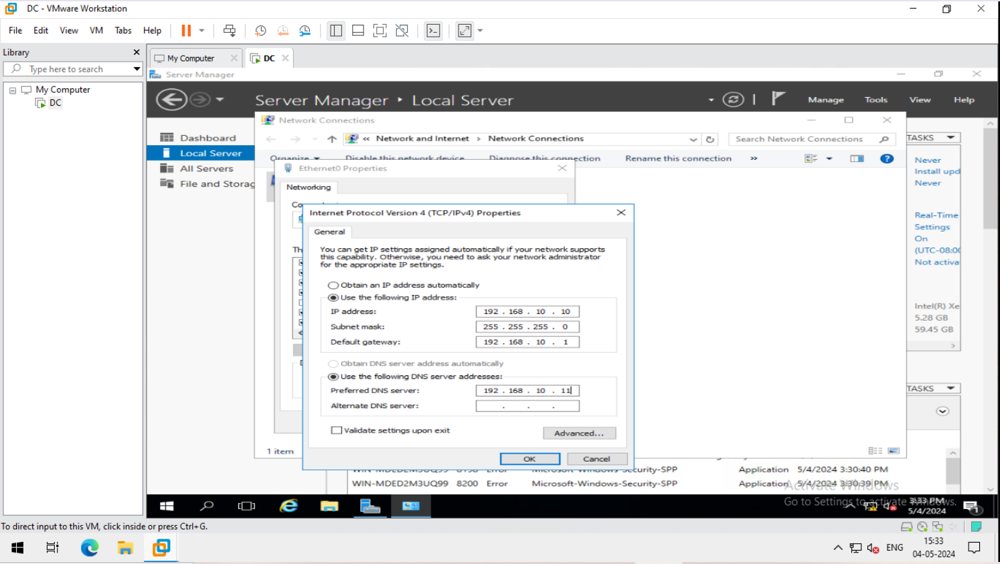 DC - VMware Workstation
File Edit View VM Tabs Help
Library
Type here to search
My Computer
DC
My Computer
DC
Server Manager
Server Manager • Local Server
Manage Tools View Help
Dashboard
Local Server
All Servers
File and Storag
Network Connections
« Network and Internet > Network Connections
Search Network Connections
Organize Disable this network device Diagnose this connection Rename this connection »
Ethernet0 Properties
Networking
Co
Th
Internet Protocol Version 4 (TCP/IPv4) Properties
General
You can get IP settings assigned automatically if your network supports
this capability. Otherwise, you need to ask your network administrator
for the appropriate IP settings.
Obtain an IP address automatically
Use the following IP address:
IP address: 192 . 168 . 10 . 10
Subnet mask: 255 . 255 . 255 . 0
Default gateway: 192 . 168 . 10 . 1
Obtain DNS server address automatically
Use the following DNS server addresses:
Preferred DNS server: 192 . 168 . 10 . 11
Alternate DNS server: . . .
Validate settings upon exit
Advanced...
OK Cancel
1 item
TASKS
Never
Install upd
Never
Real-Time
Settings
On
(UTC-08:00
Not activa
Intel(R) Xe
5.28 GB
59.45 GB
TASKS
WIN-MDED2M3UQ99 8198 Error Microsoft-Windows-Security-SPP Application 5/4/2024 3:30:40 PM
WIN-MDED2M3UQ99 8200 Error Microsoft-Windows-Security-SPP Application 5/4/2024 3:30:39 PM
Activate Windows
Go to Settings to activate Windows.
3:33 PM
5/4/2024
1
To direct input to this VM, click inside or press Ctrl+G.
ENG
15:33
04-05-2024